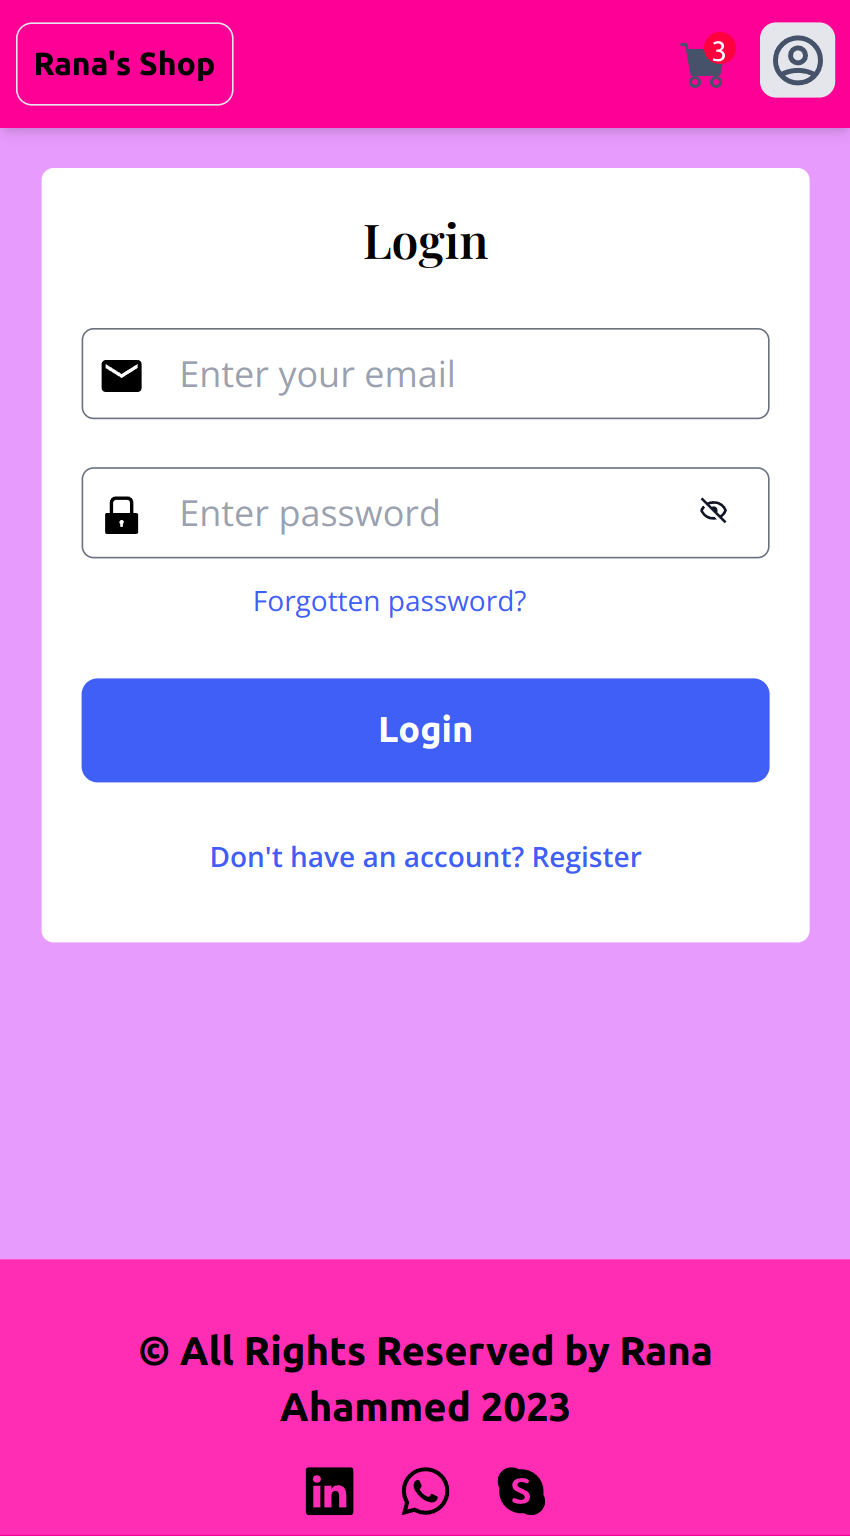 Rana's Shop
3
Login
Enter your email
Enter password
Forgotten password?
Login
Don't have an account? Register
© All Rights Reserved by Rana
Ahammed 2023